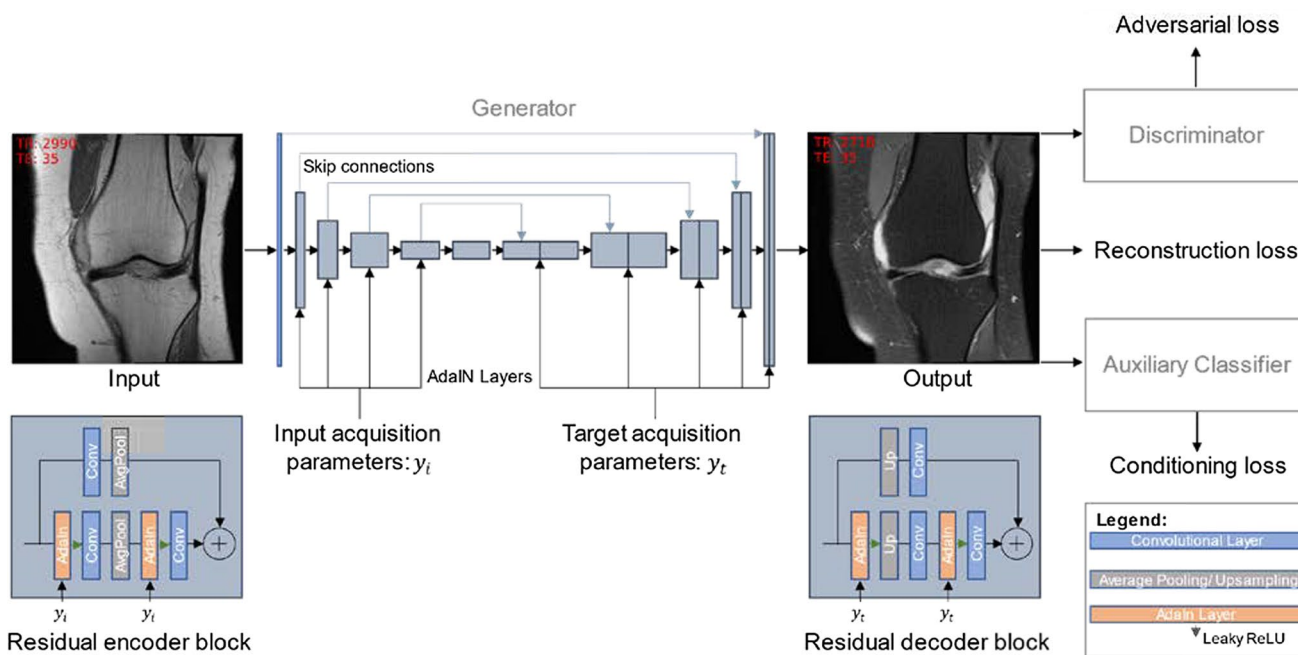 Adversarial loss
Generator
Discriminator
TR: 2990
TE: 35
Skip connections
TR: 2718
TE: 35
Reconstruction loss
AdaIN Layers
Input
Output
Auxiliary Classifier
Input acquisition
parameters: yᵢ
Target acquisition
parameters: yₜ
Conditioning loss
Conv
AvgPool
AdaIn
Conv
AvgPool
AdaIn
Conv
+
yᵢ
yᵢ
Residual encoder block
Up
Conv
AdaIn
Up
Conv
AdaIn
Conv
+
yₜ
yₜ
Residual decoder block
Legend:
Convolutional Layer
Average Pooling/ Upsampling
AdaIn Layer
Leaky ReLU